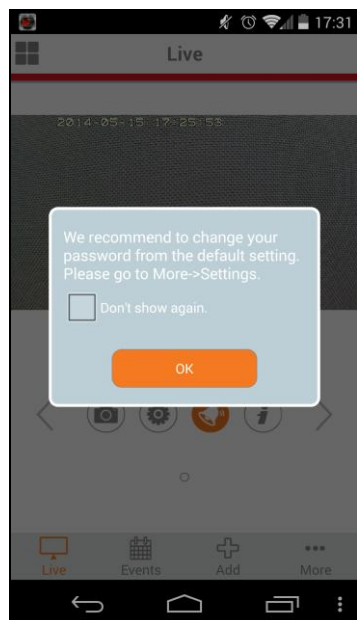 17:31
Live
2014-05-15 17:25:53
We recommend to change your
password from the default setting.
Please go to More->Settings.
Don't show again.
OK
Live Events Add More